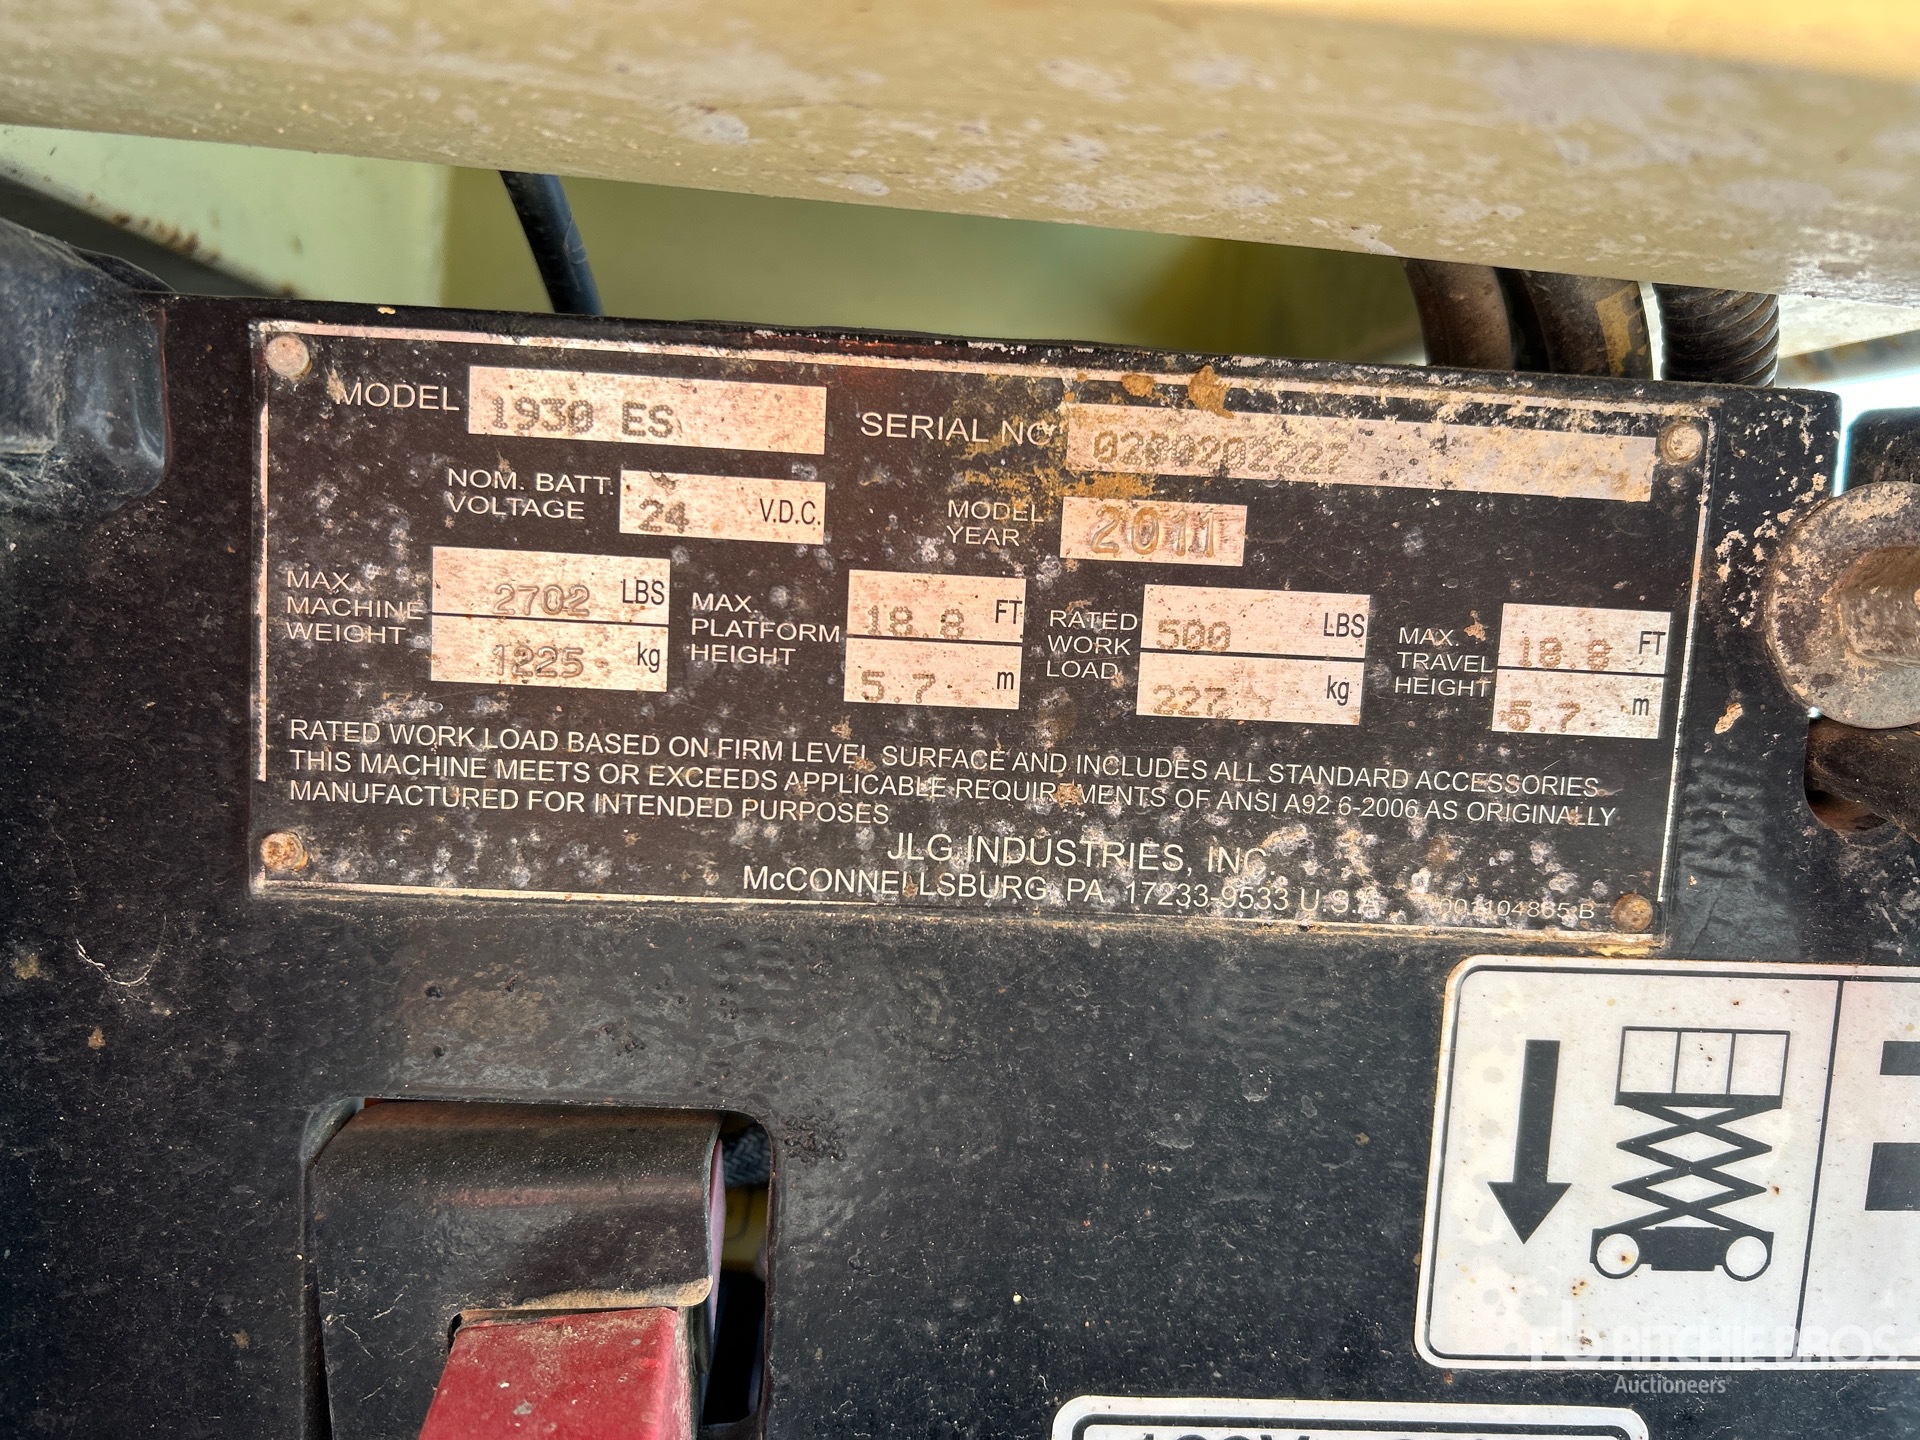 MODEL 1930 ES
SERIAL NO 0280202227
NOM. BATT. VOLTAGE 24 V.D.C.
MODEL YEAR 2011
MAX. MACHINE WEIGHT 2702 LBS
1225 kg
MAX. PLATFORM HEIGHT 18.8 FT
5.7 m
RATED WORK LOAD 500 LBS
227 kg
MAX. TRAVEL HEIGHT 18.8 FT
5.7 m
RATED WORK LOAD BASED ON FIRM LEVEL SURFACE AND INCLUDES ALL STANDARD ACCESSORIES
THIS MACHINE MEETS OR EXCEEDS APPLICABLE REQUIREMENTS OF ANSI A92.6-2006 AS ORIGINALLY
MANUFACTURED FOR INTENDED PURPOSES
JLG INDUSTRIES, INC.
McCONNELLSBURG, PA. 17233-9533 U.S.A.
RITCHIE BROS.
Auctioneers